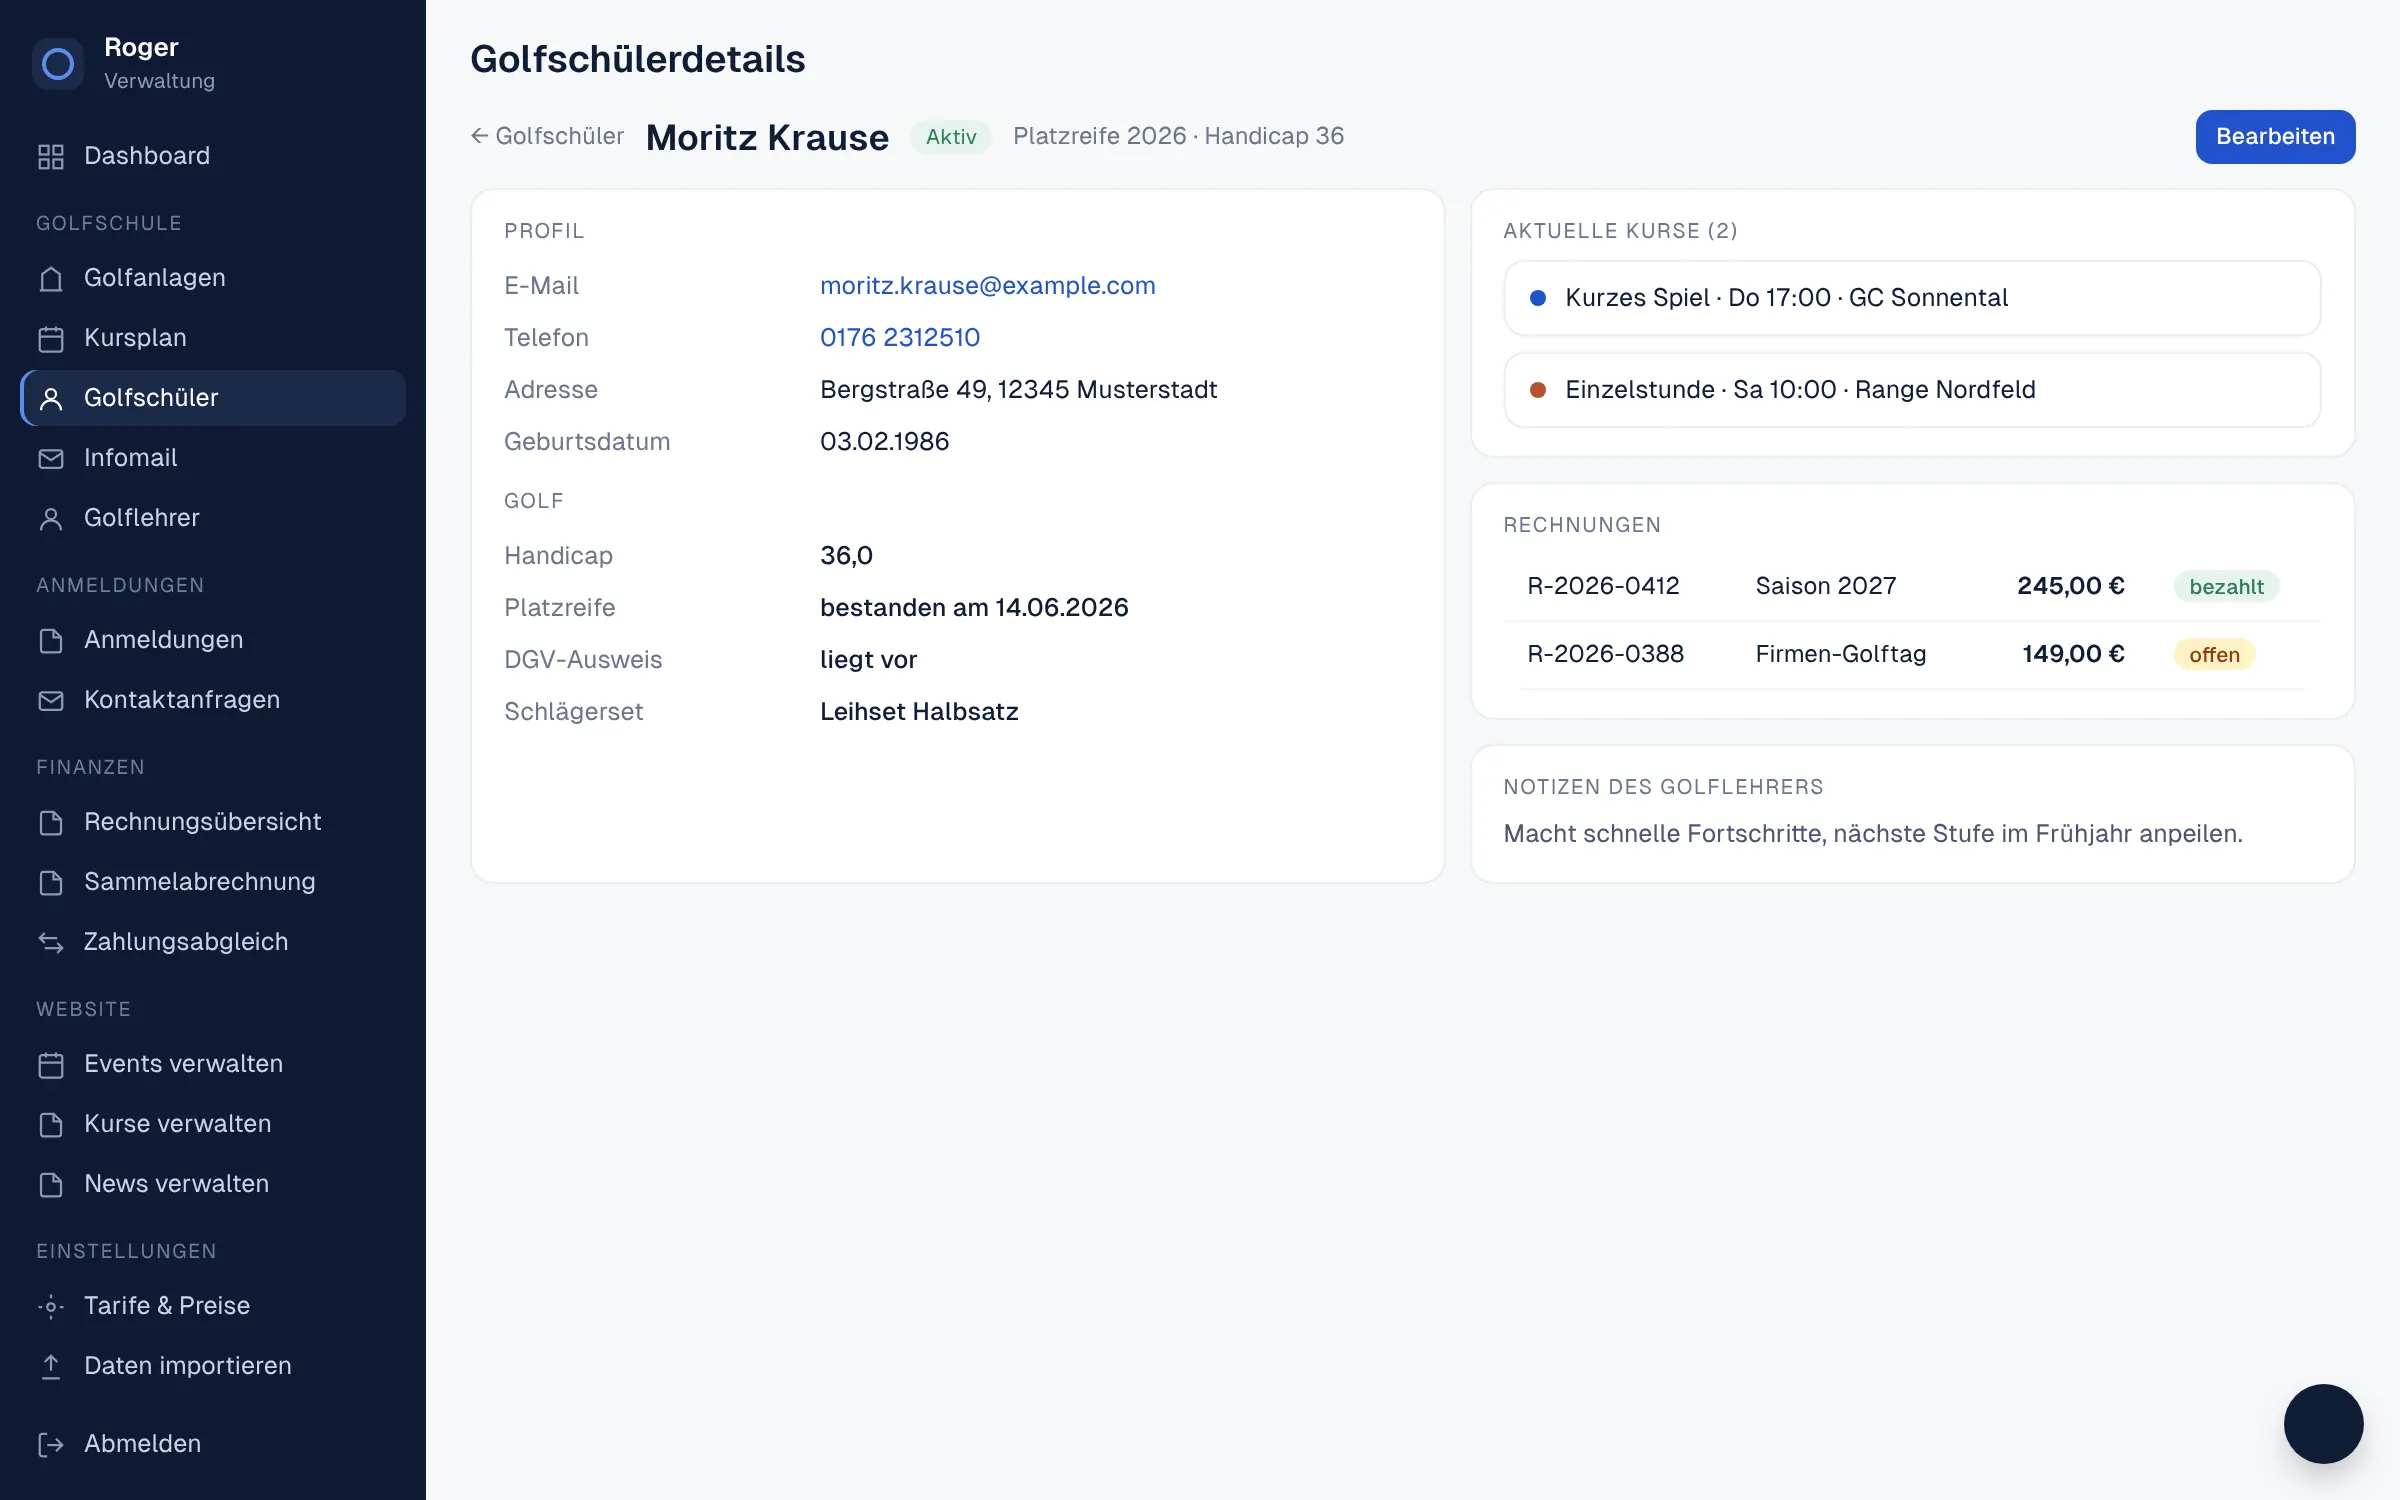 Roger
Verwaltung
Dashboard
GOLFSCHULE
Golfanlagen
Kursplan
Golfschüler
Infomail
Golflehrer
ANMELDUNGEN
Anmeldungen
Kontaktanfragen
FINANZEN
Rechnungsübersicht
Sammelabrechnung
Zahlungsabgleich
WEBSITE
Events verwalten
Kurse verwalten
News verwalten
EINSTELLUNGEN
Tarife & Preise
Daten importieren
Abmelden
Golfschülerdetails
← Golfschüler Moritz Krause Aktiv Platzreife 2026 · Handicap 36 Bearbeiten
PROFIL
E-Mail moritz.krause@example.com
Telefon 0176 2312510
Adresse Bergstraße 49, 12345 Musterstadt
Geburtsdatum 03.02.1986
GOLF
Handicap 36,0
Platzreife bestanden am 14.06.2026
DGV-Ausweis liegt vor
Schlägerset Leihset Halbsatz
AKTUELLE KURSE (2)
Kurzes Spiel · Do 17:00 · GC Sonnental
Einzelstunde · Sa 10:00 · Range Nordfeld
RECHNUNGEN
R-2026-0412 Saison 2027 245,00 € bezahlt
R-2026-0388 Firmen-Golftag 149,00 € offen
NOTIZEN DES GOLFLEHRERS
Macht schnelle Fortschritte, nächste Stufe im Frühjahr anpeilen.